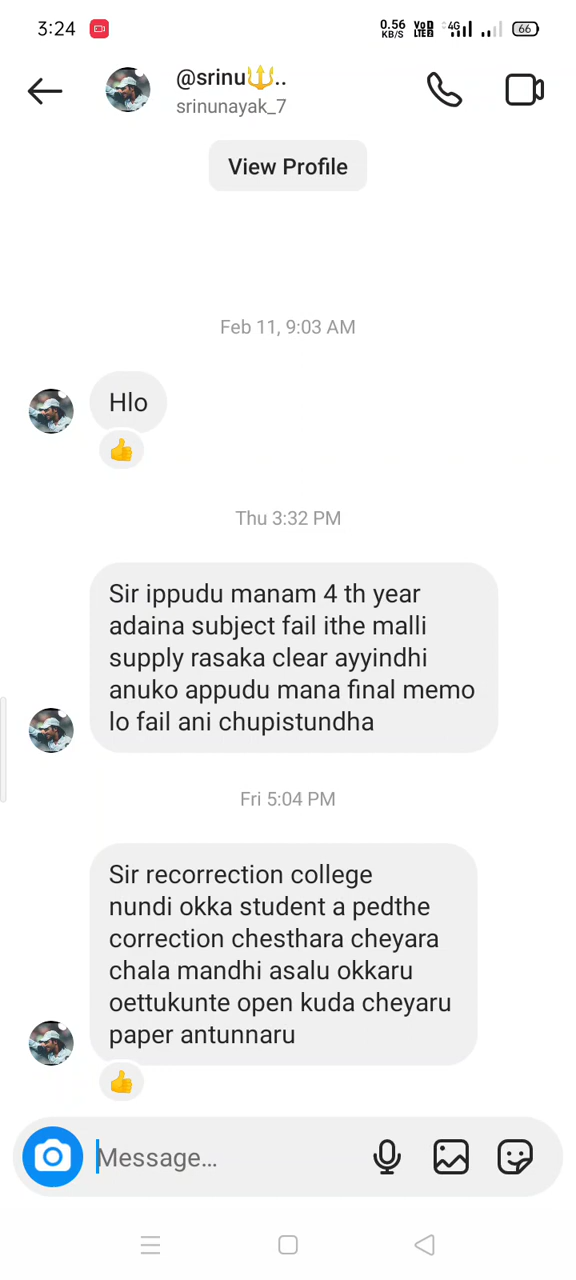 3:24 0.56 KB/S VoD LTE2 4G 66
@srinu🔱..
srinunayak_7
View Profile
Feb 11, 9:03 AM
Hlo
👍
Thu 3:32 PM
Sir ippudu manam 4 th year
adaina subject fail ithe malli
supply rasaka clear ayyindhi
anuko appudu mana final memo
lo fail ani chupistundha
Fri 5:04 PM
Sir recorrection college
nundi okka student a pedthe
correction chesthara cheyara
chala mandhi asalu okkaru
oettukunte open kuda cheyaru
paper antunnaru
👍
Message...